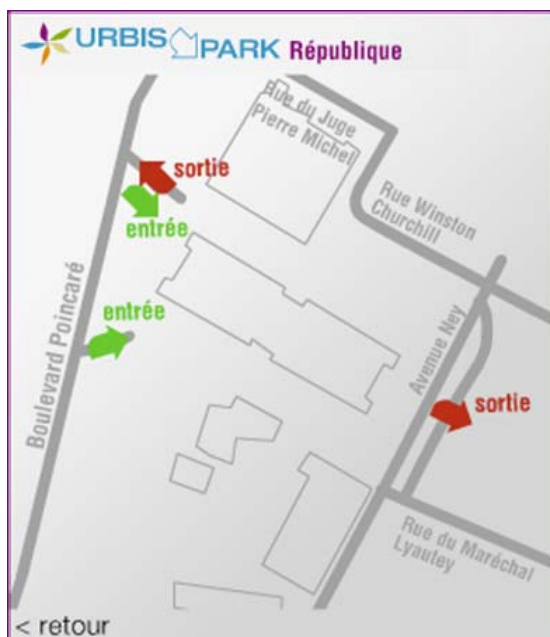 URBIS PARK République
Rue du Juge
Pierre Michel
sortie
entrée
Rue Winston
Churchill
entrée
Boulevard Poincaré
Avenue Ney
sortie
Rue du Maréchal
Lyautey
< retour